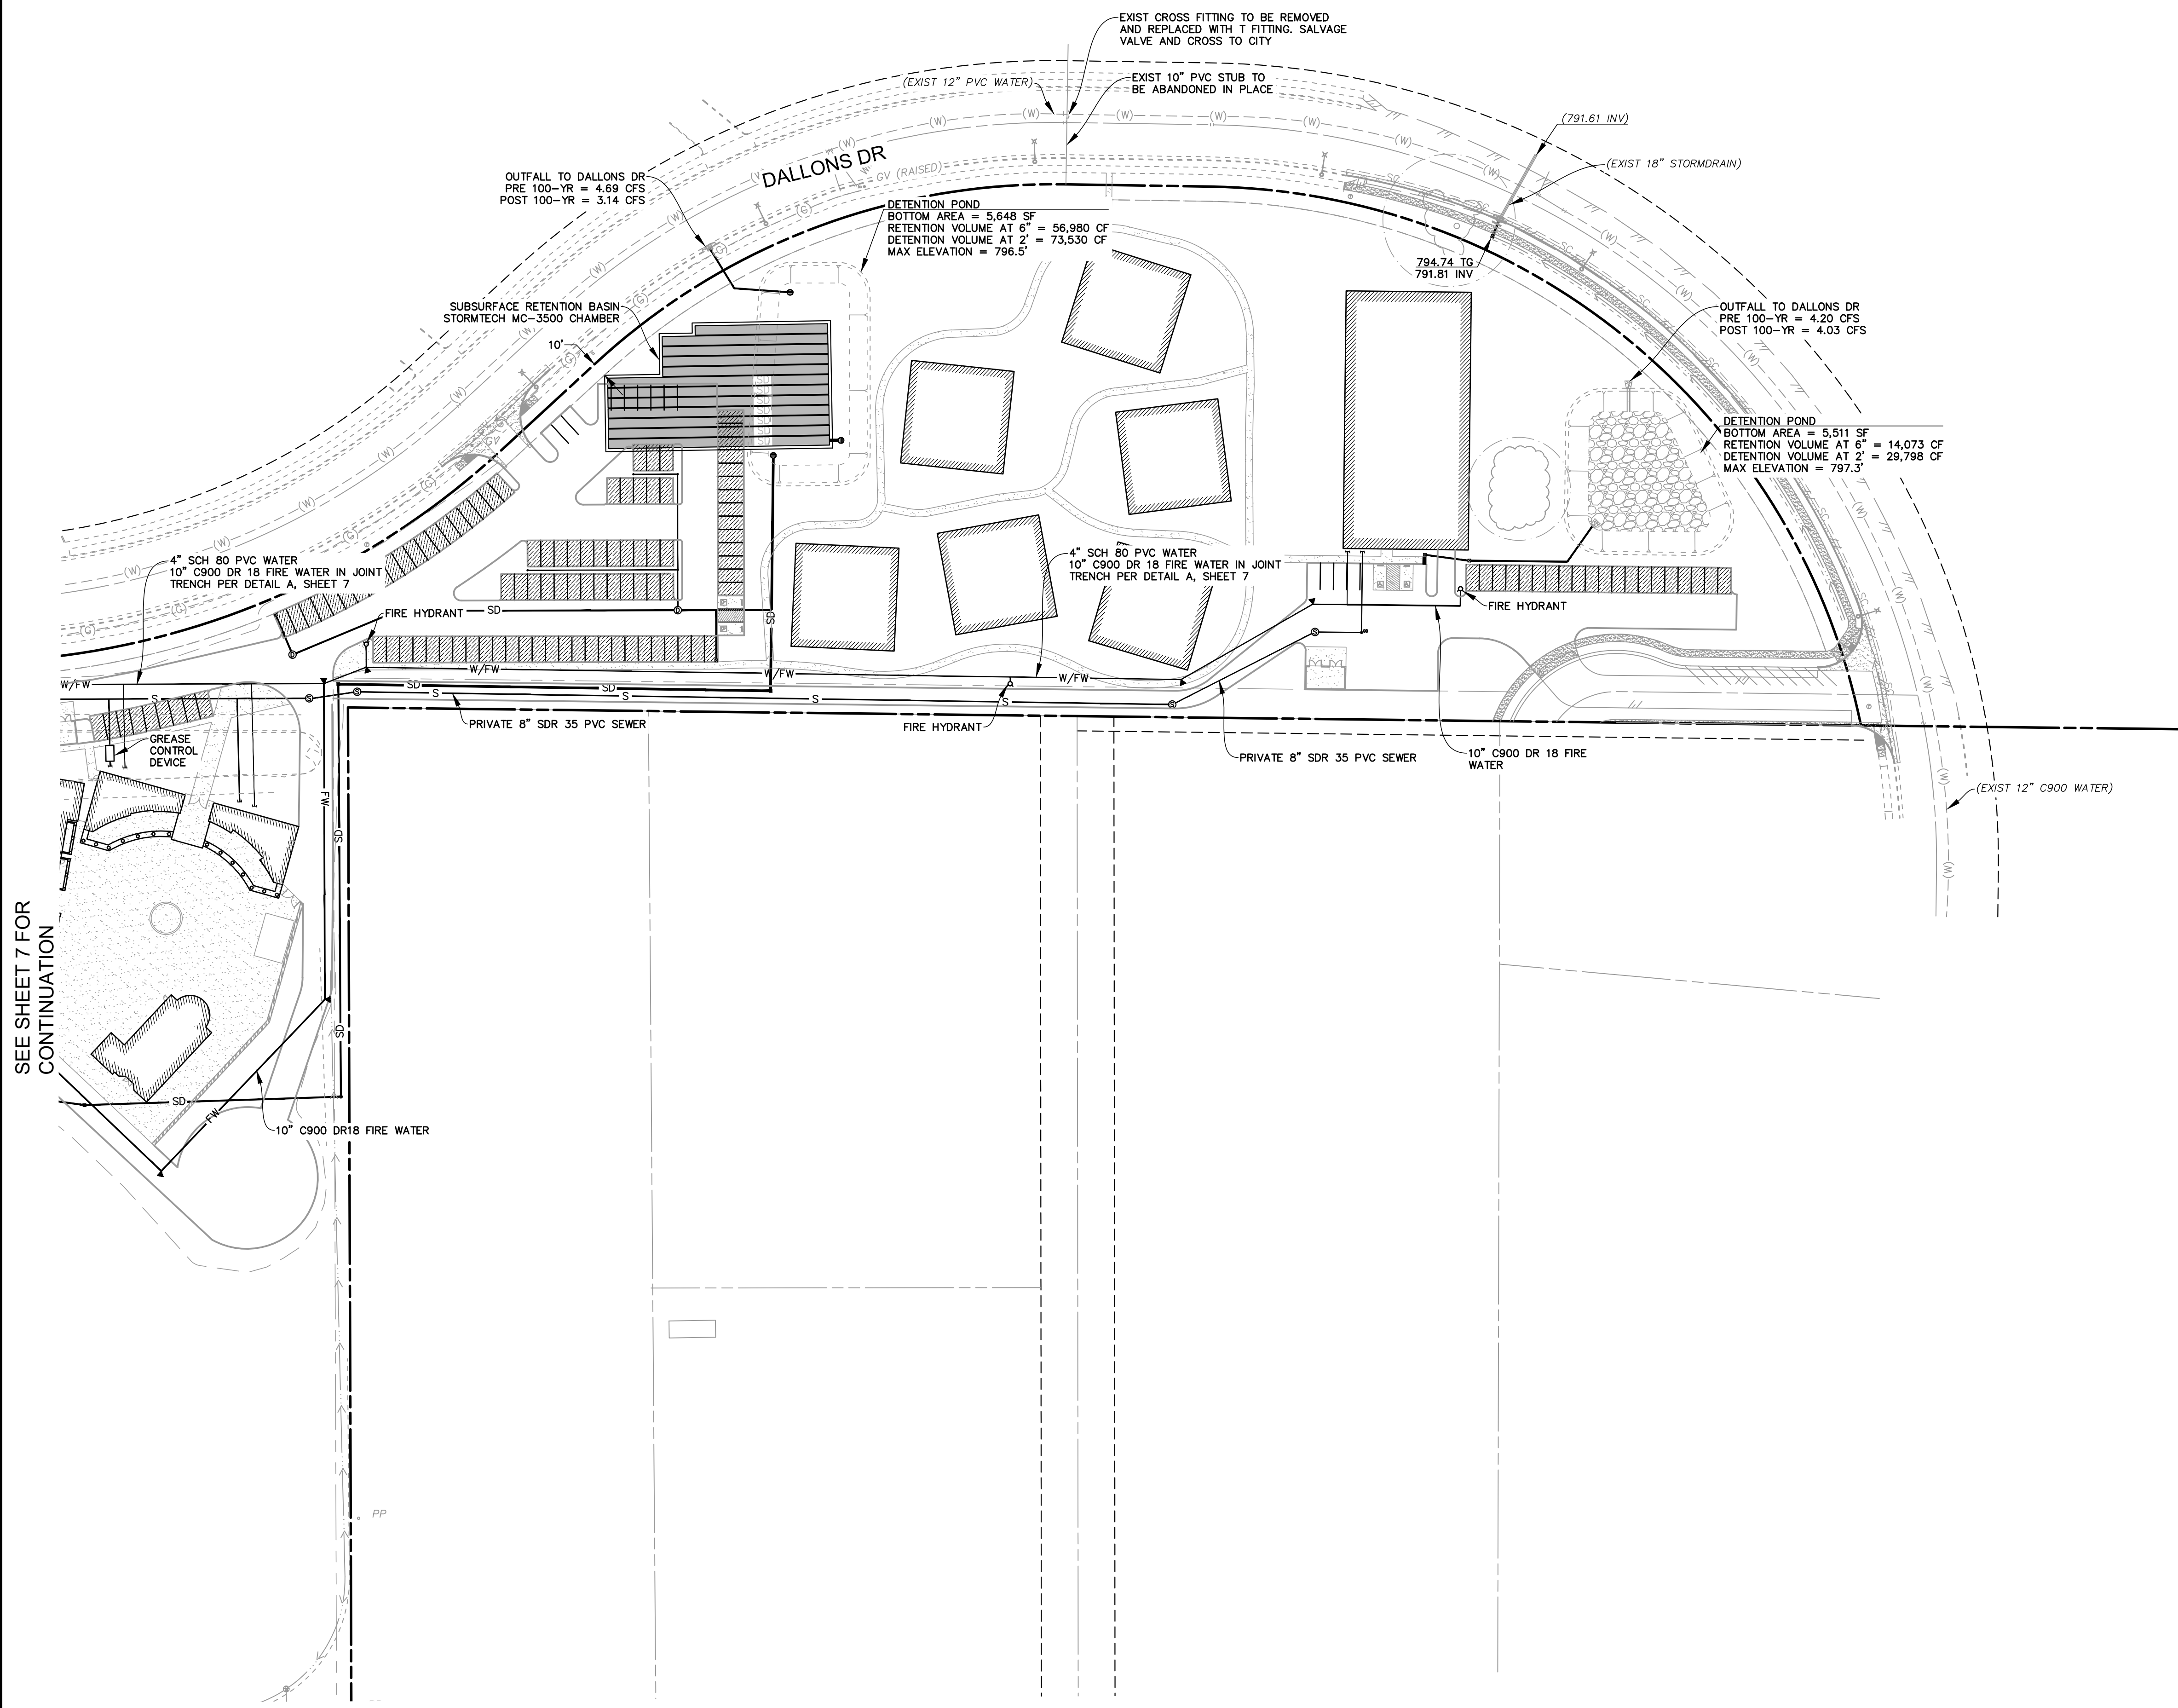 EXIST CROSS FITTING TO BE REMOVED
AND REPLACED WITH T FITTING. SALVAGE
VALVE AND CROSS TO CITY
(EXIST 12" PVC WATER)
EXIST 10" PVC STUB TO
BE ABANDONED IN PLACE
(791.61 INV)
(EXIST 18" STORMDRAIN)
DALLONS DR
GV (RAISED)
OUTFALL TO DALLONS DR
PRE 100-YR = 4.69 CFS
POST 100-YR = 3.14 CFS
DETENTION POND
BOTTOM AREA = 5,648 SF
RETENTION VOLUME AT 6" = 56,980 CF
DETENTION VOLUME AT 2' = 73,530 CF
MAX ELEVATION = 796.5'
794.74 TG
791.81 INV
SUBSURFACE RETENTION BASIN
STORMTECH MC-3500 CHAMBER
10'
OUTFALL TO DALLONS DR
PRE 100-YR = 4.20 CFS
POST 100-YR = 4.03 CFS
DETENTION POND
BOTTOM AREA = 5,511 SF
RETENTION VOLUME AT 6" = 14,073 CF
DETENTION VOLUME AT 2' = 29,798 CF
MAX ELEVATION = 797.3'
4" SCH 80 PVC WATER
10" C900 DR 18 FIRE WATER IN JOINT
TRENCH PER DETAIL A, SHEET 7
4" SCH 80 PVC WATER
10" C900 DR 18 FIRE WATER IN JOINT
TRENCH PER DETAIL A, SHEET 7
FIRE HYDRANT
SD
SD
FIRE HYDRANT
W/FW
W/FW
W/FW
W/FW
SD
SD
S
S
S
S
S
PRIVATE 8" SDR 35 PVC SEWER
FIRE HYDRANT
PRIVATE 8" SDR 35 PVC SEWER
10" C900 DR 18 FIRE
WATER
GREASE
CONTROL
DEVICE
(EXIST 12" C900 WATER)
FW
SD
SD
SEE SHEET 7 FOR
CONTINUATION
SD
FW
10" C900 DR18 FIRE WATER
PP